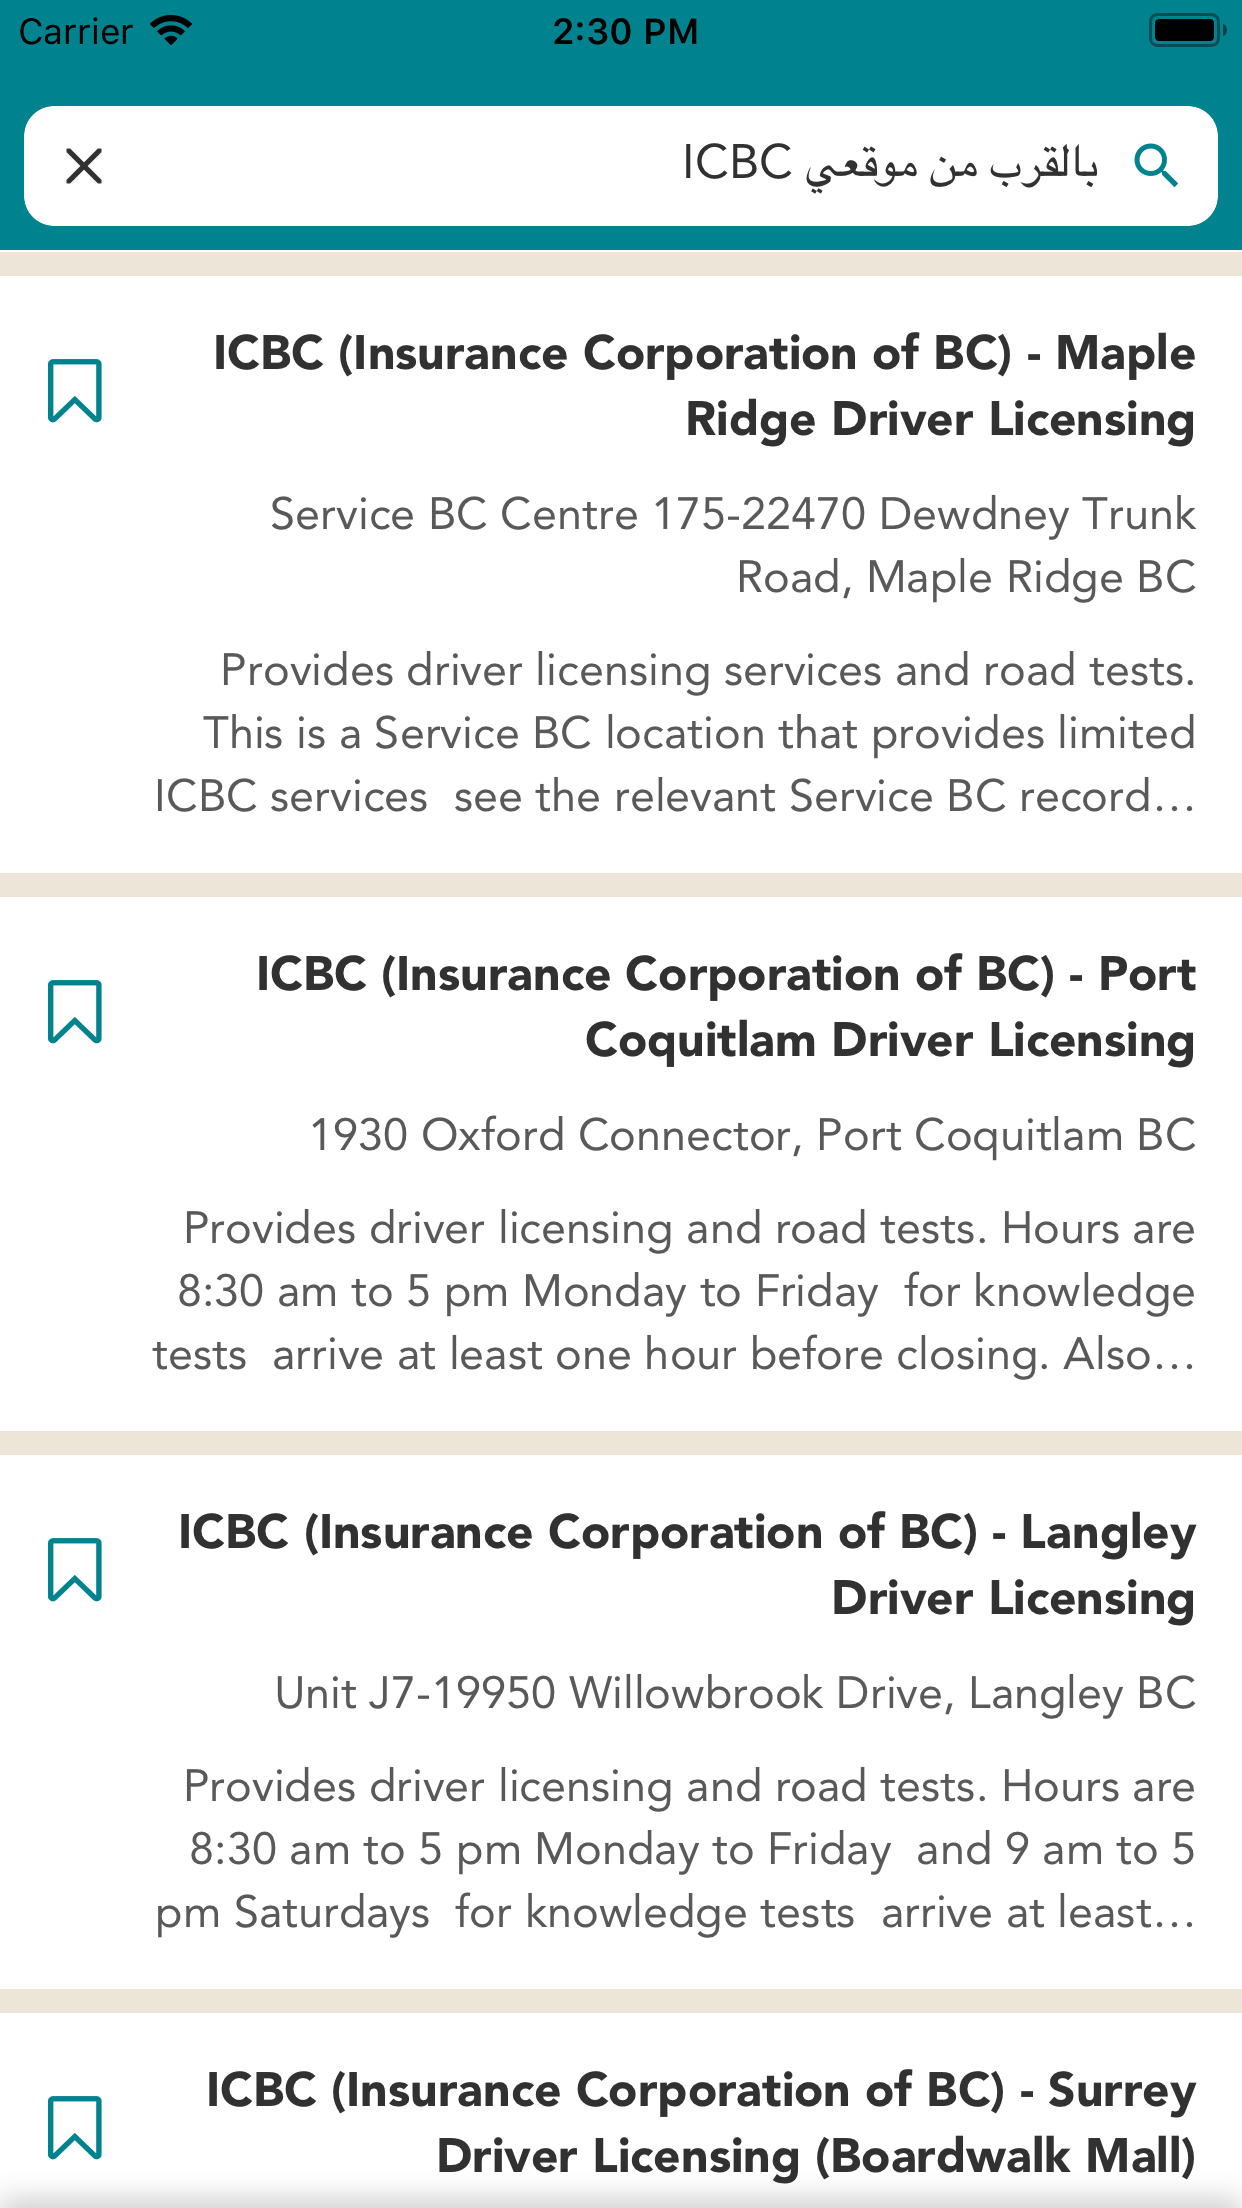 Carrier 2:30 PM
بالقرب من موقعي ICBC
ICBC (Insurance Corporation of BC) - Maple
Ridge Driver Licensing
Service BC Centre 175-22470 Dewdney Trunk
Road, Maple Ridge BC
Provides driver licensing services and road tests.
This is a Service BC location that provides limited
ICBC services  see the relevant Service BC record...
ICBC (Insurance Corporation of BC) - Port
Coquitlam Driver Licensing
1930 Oxford Connector, Port Coquitlam BC
Provides driver licensing and road tests. Hours are
8:30 am to 5 pm Monday to Friday  for knowledge
tests  arrive at least one hour before closing. Also...
ICBC (Insurance Corporation of BC) - Langley
Driver Licensing
Unit J7-19950 Willowbrook Drive, Langley BC
Provides driver licensing and road tests. Hours are
8:30 am to 5 pm Monday to Friday  and 9 am to 5
pm Saturdays  for knowledge tests  arrive at least...
ICBC (Insurance Corporation of BC) - Surrey
Driver Licensing (Boardwalk Mall)